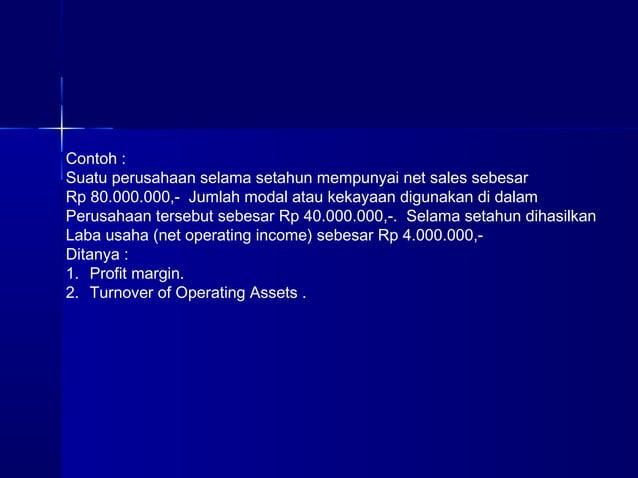 Contoh :
Suatu perusahaan selama setahun mempunyai net sales sebesar
Rp 80.000.000,- Jumlah modal atau kekayaan digunakan di dalam
Perusahaan tersebut sebesar Rp 40.000.000,-. Selama setahun dihasilkan
Laba usaha (net operating income) sebesar Rp 4.000.000,-
Ditanya :
1. Profit margin.
2. Turnover of Operating Assets .